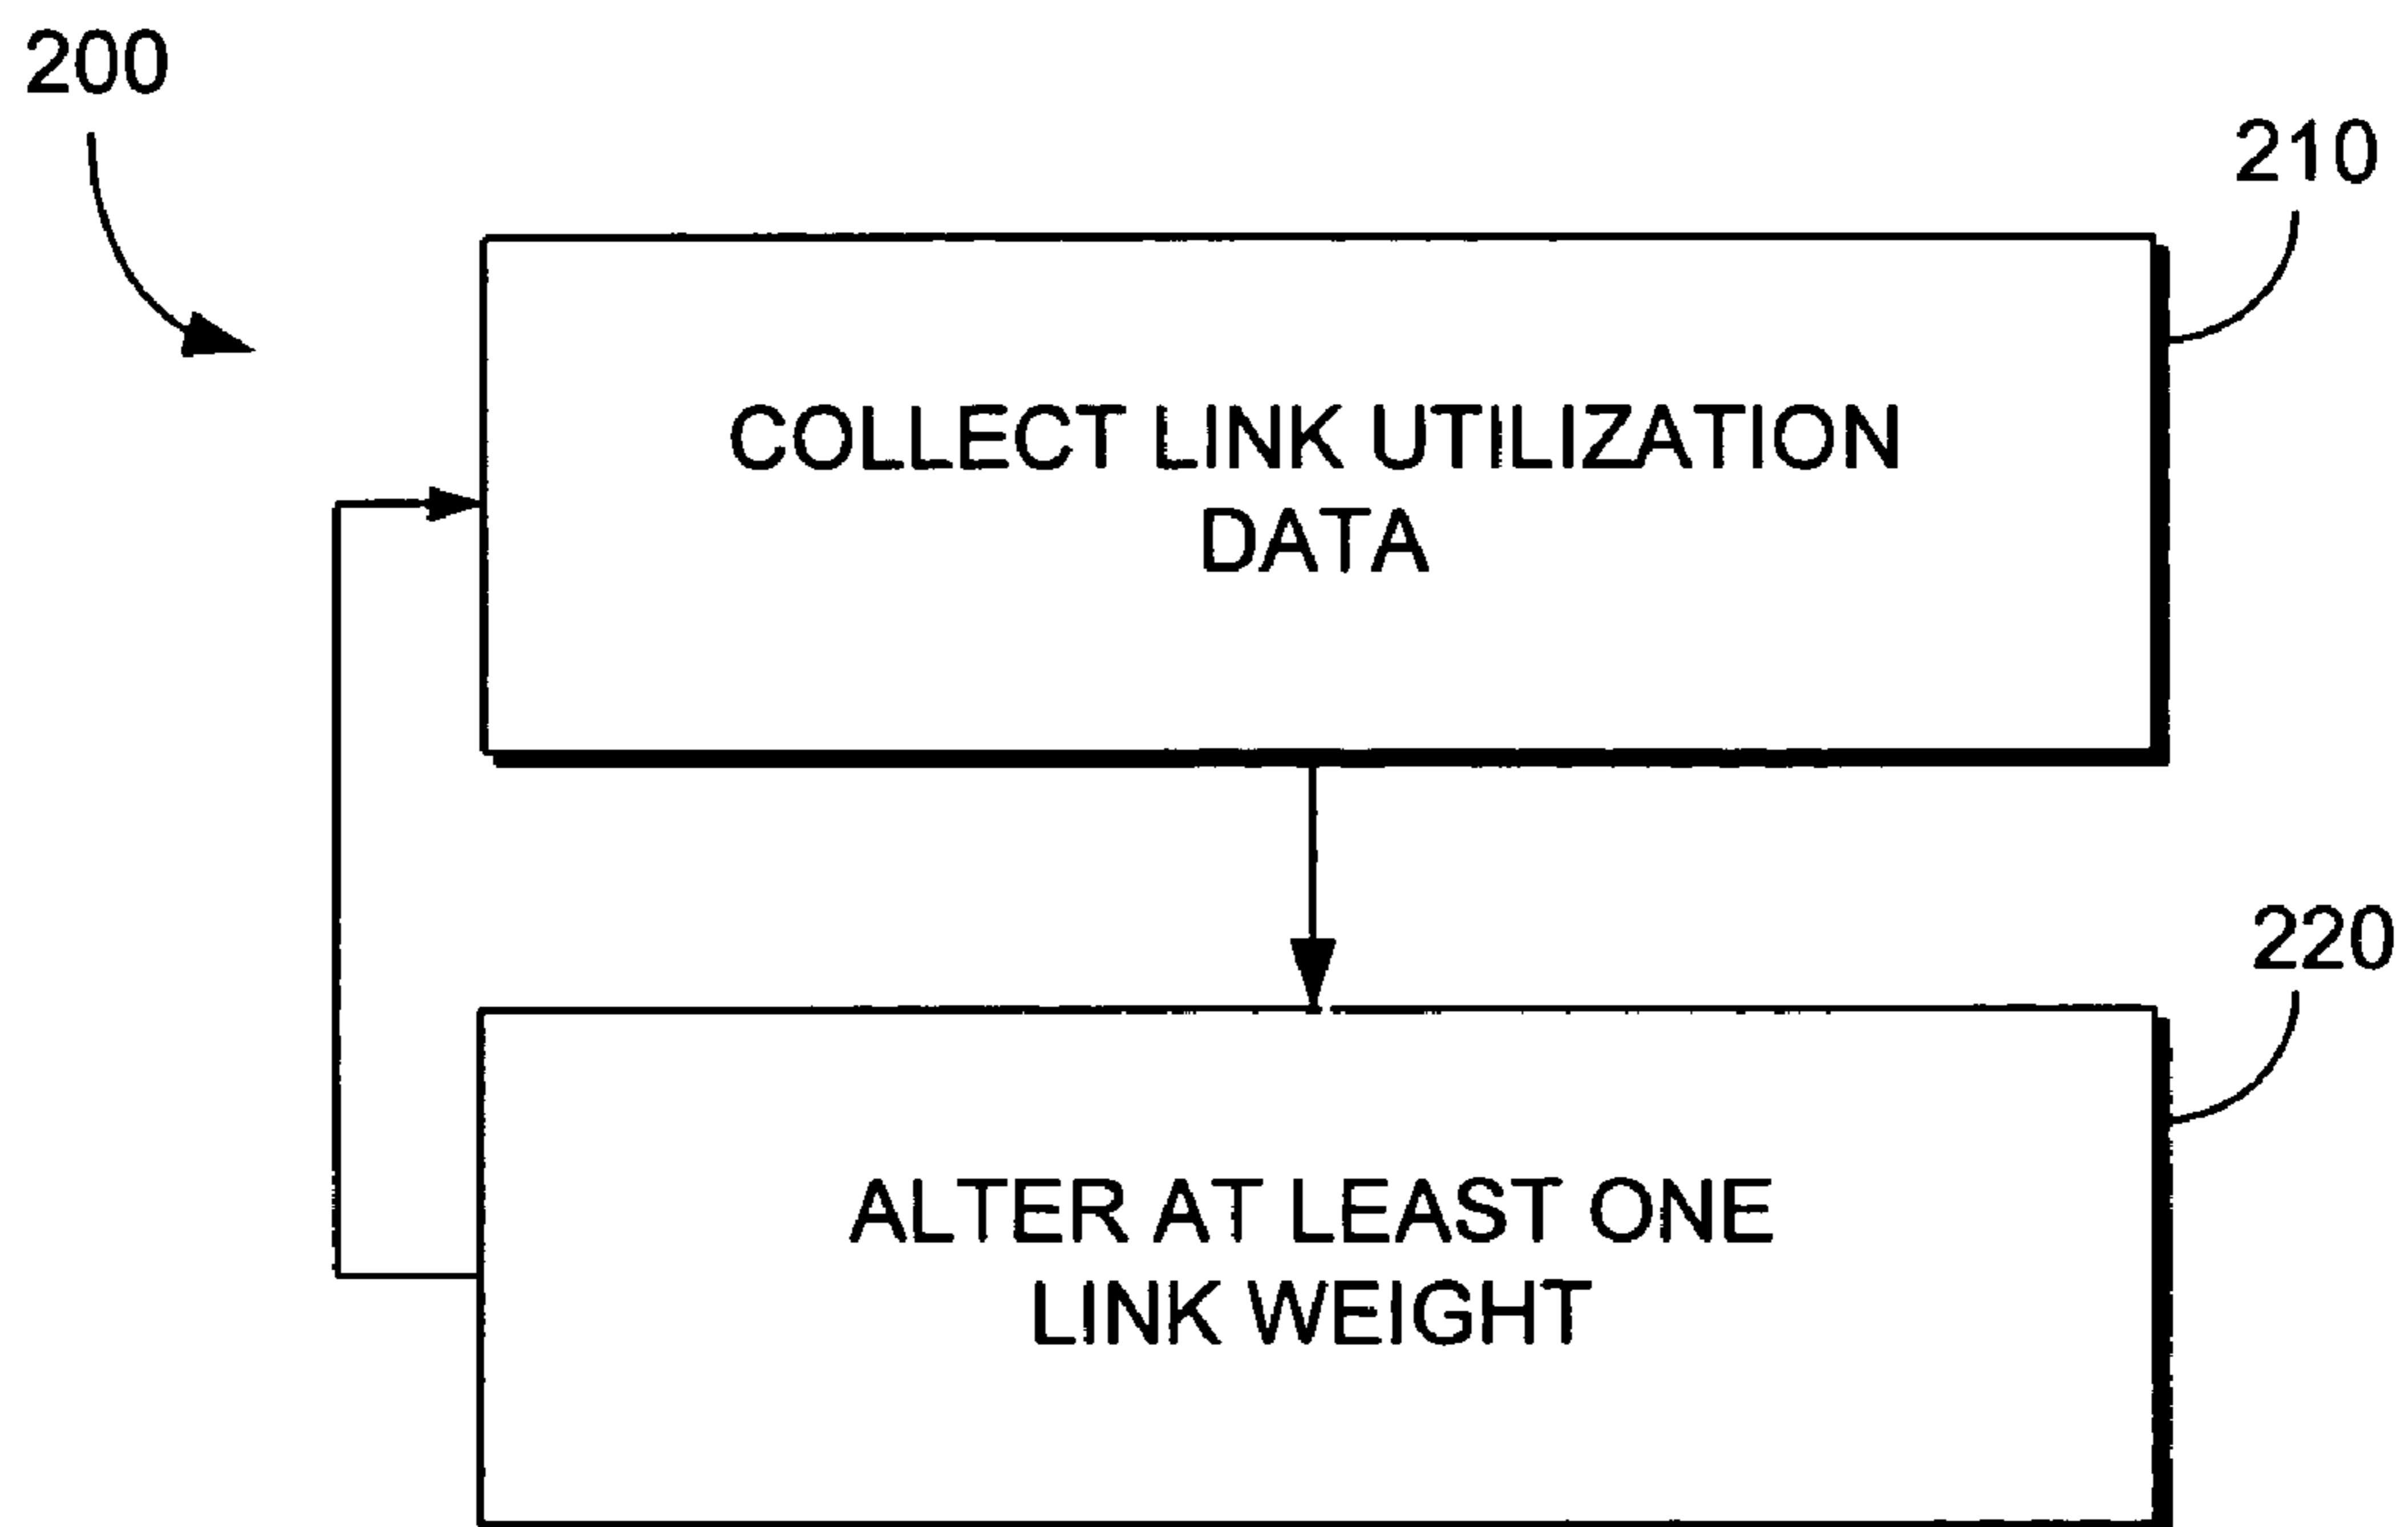 200
210
COLLECT LINK UTILIZATION
DATA
220
ALTER AT LEAST ONE
LINK WEIGHT